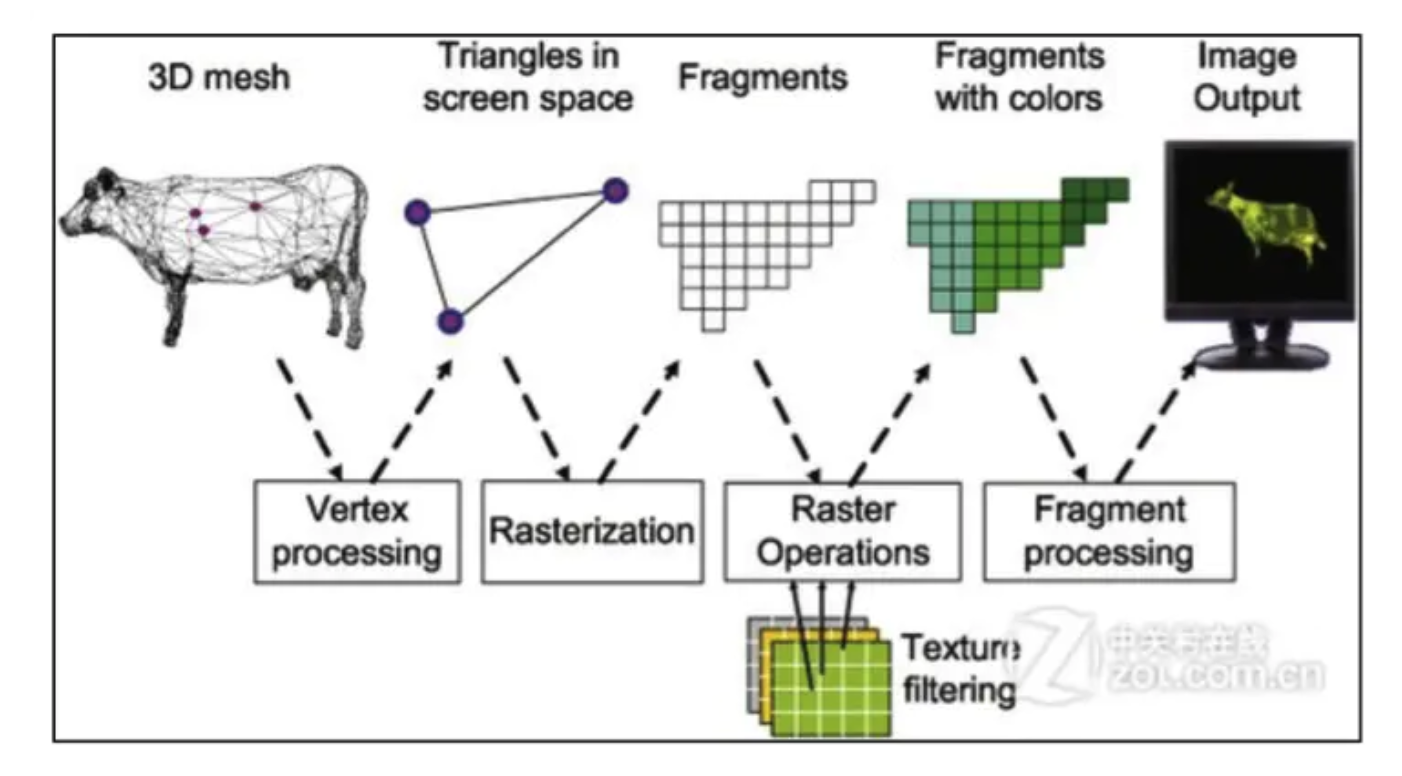 3D mesh
Triangles in
screen space
Fragments
Fragments
with colors
Image
Output
Vertex
processing
Rasterization
Raster
Operations
Fragment
processing
Texture
filtering
中关村在线
zol.com.cn